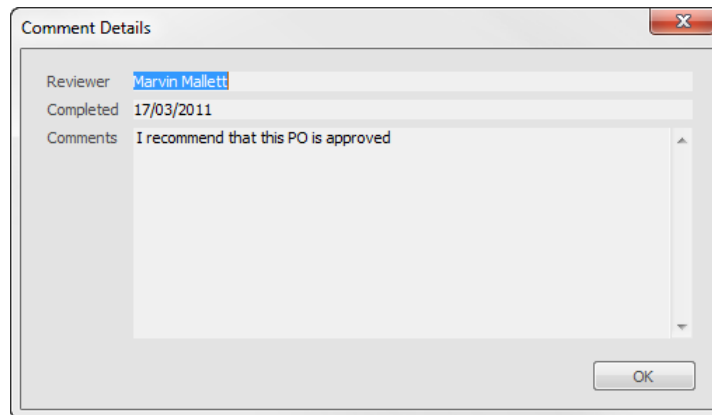 Comment Details
Reviewer Marvin Mallett
Completed 17/03/2011
Comments I recommend that this PO is approved
OK